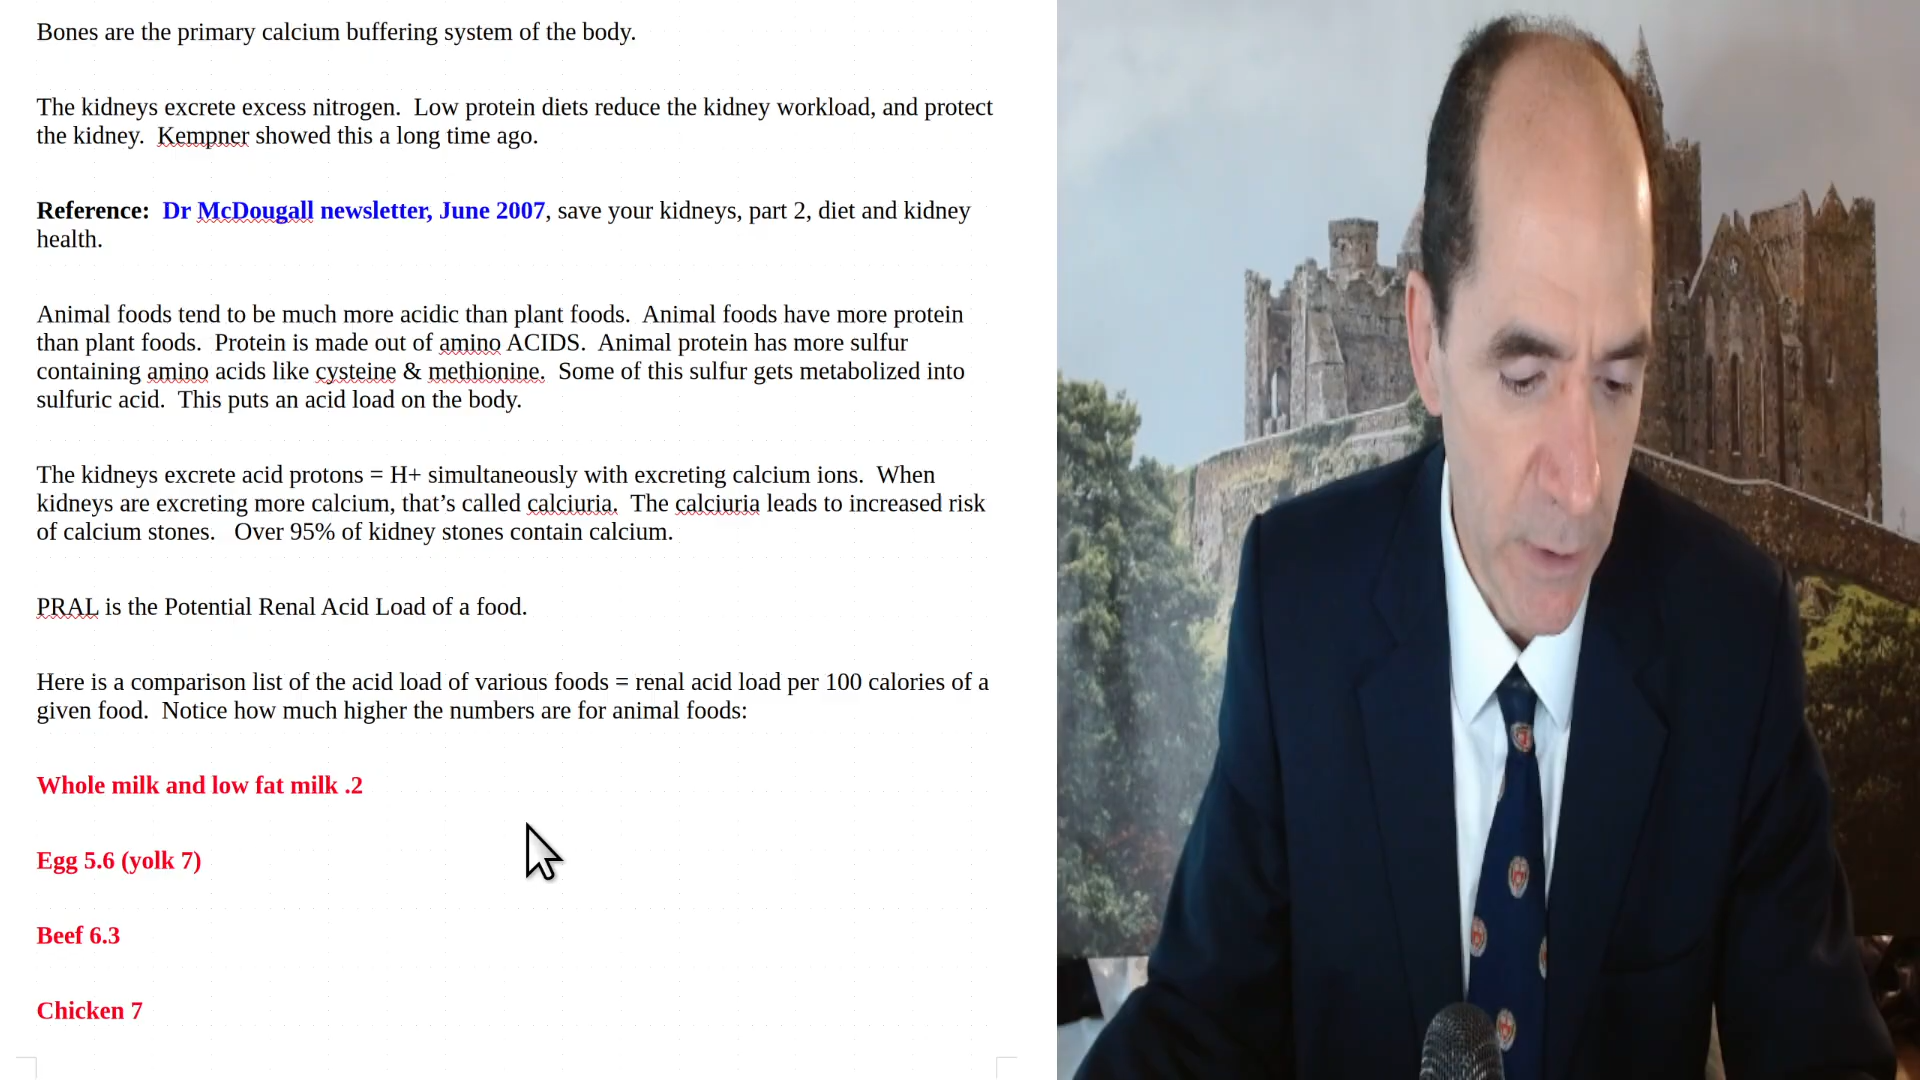 Bones are the primary calcium buffering system of the body.
The kidneys excrete excess nitrogen.  Low protein diets reduce the kidney workload, and protect
the kidney.  Kempner showed this a long time ago.
Reference:  Dr McDougall newsletter, June 2007, save your kidneys, part 2, diet and kidney
health.
Animal foods tend to be much more acidic than plant foods.  Animal foods have more protein
than plant foods.  Protein is made out of amino ACIDS.  Animal protein has more sulfur
containing amino acids like cysteine & methionine.  Some of this sulfur gets metabolized into
sulfuric acid.  This puts an acid load on the body.
The kidneys excrete acid protons = H+ simultaneously with excreting calcium ions.  When
kidneys are excreting more calcium, that’s called calciuria.  The calciuria leads to increased risk
of calcium stones.   Over 95% of kidney stones contain calcium.
PRAL is the Potential Renal Acid Load of a food.
Here is a comparison list of the acid load of various foods = renal acid load per 100 calories of a
given food.  Notice how much higher the numbers are for animal foods:
Whole milk and low fat milk .2
Egg 5.6 (yolk 7)
Beef 6.3
Chicken 7